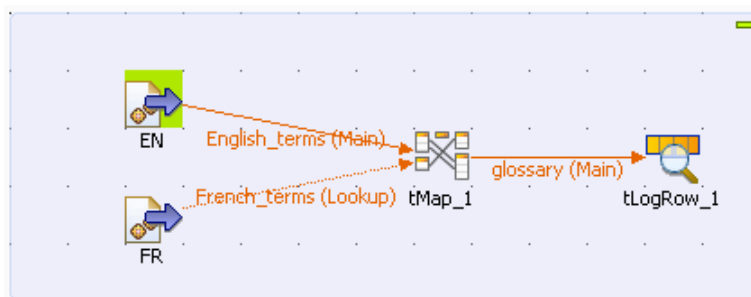 EN
English_terms (Main)
French_terms (Lookup)
FR
tMap_1
glossary (Main)
tLogRow_1